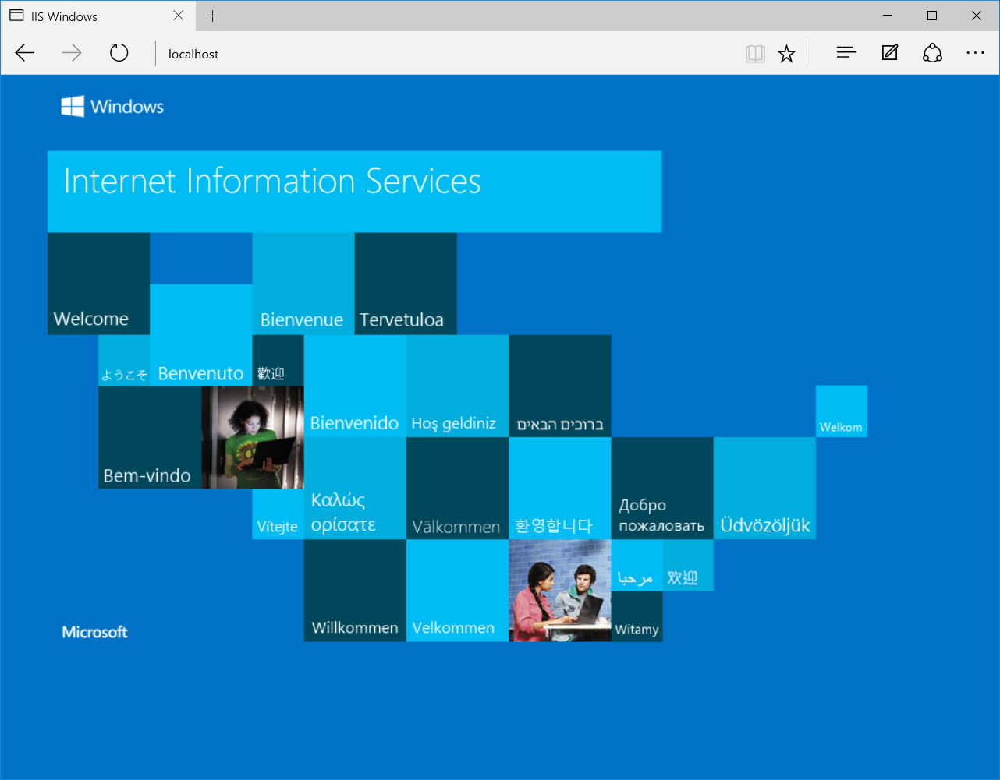 IIS Windows
localhost
Windows
Internet Information Services
Welcome
Bienvenue
Tervetuloa
ようこそ
Benvenuto
歡迎
Bienvenido
Hoş geldiniz
ברוכים הבאים
Welkom
Bem-vindo
Vítejte
Καλώς
ορίσατε
Välkommen
환영합니다
Добро
пожаловать
Üdvözöljük
مرحبا
欢迎
Willkommen
Velkommen
Witamy
Microsoft